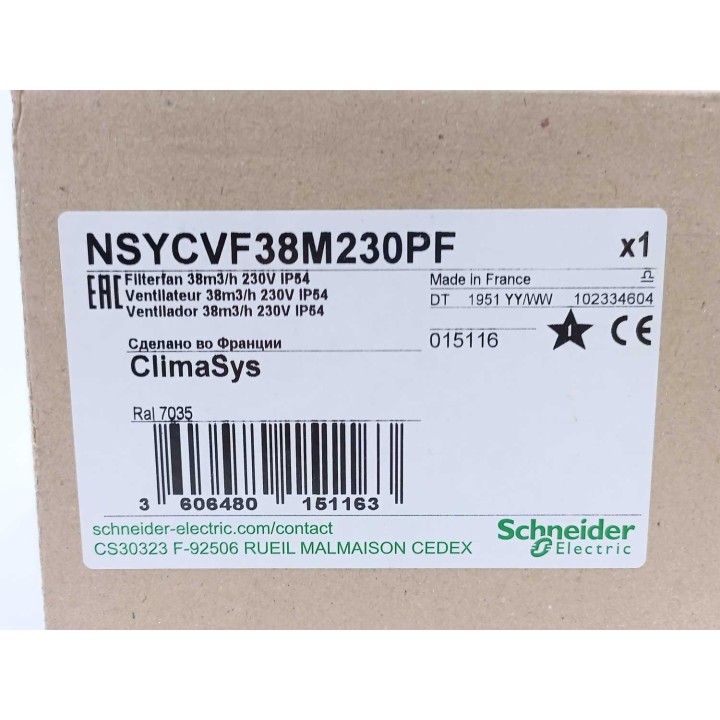 NSYCVF38M230PF x1
EAC
Filterfan 38m3/h 230V IP54
Ventilateur 38m3/h 230V IP54
Ventilador 38m3/h 230V IP54
Made in France
DT 1951 YY/WW 102334604
015116
CE
Сделано во Франции
ClimaSys
Ral 7035
3 606480 151163
schneider-electric.com/contact
CS30323 F-92506 RUEIL MALMAISON CEDEX
Schneider
Electric